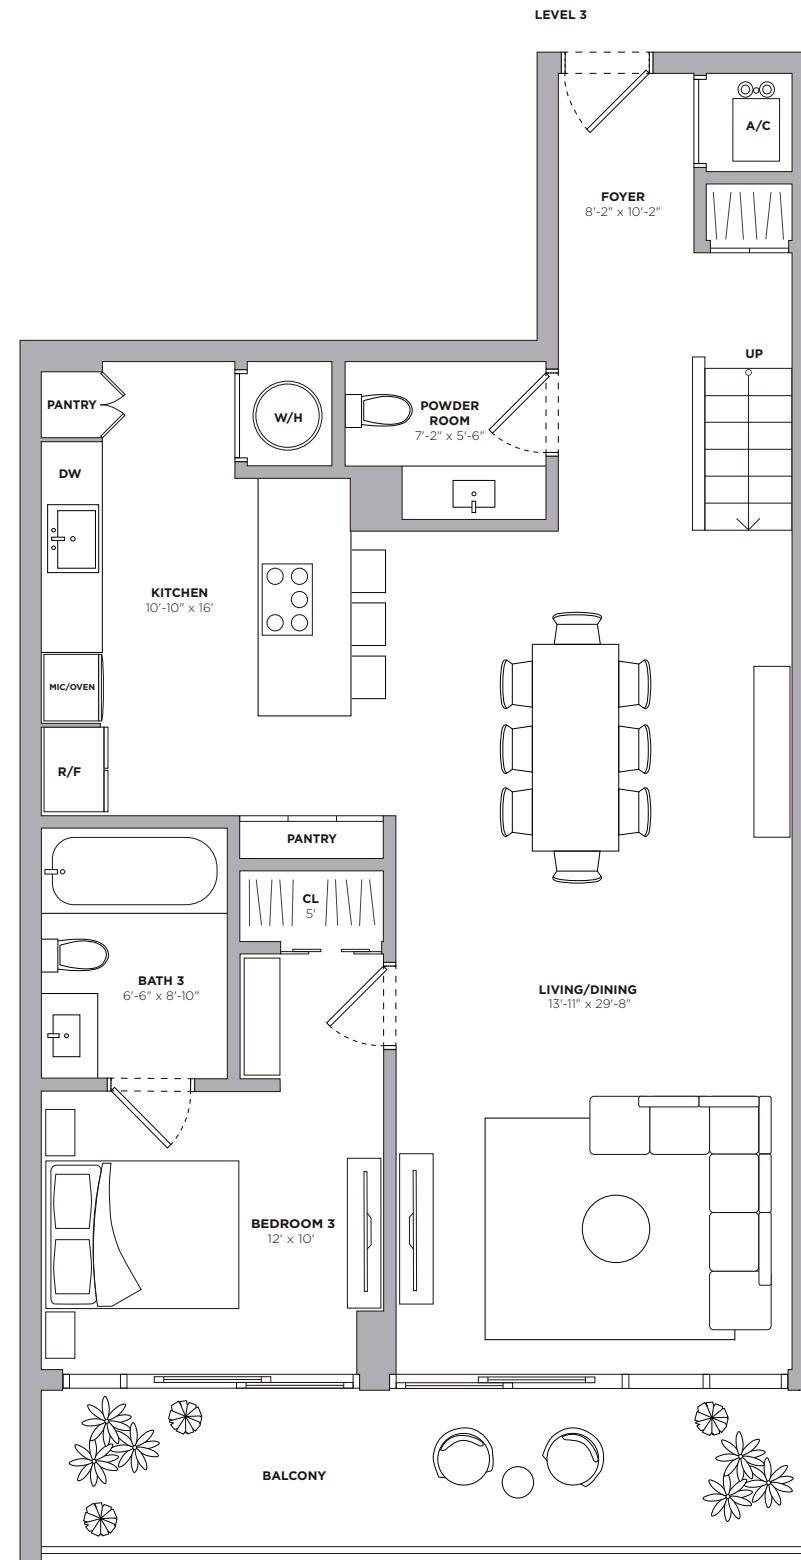 LEVEL 3
A/C
FOYER
8'-2" x 10'-2"
UP
PANTRY
W/H
POWDER
ROOM
7'-2" x 5'-6"
DW
KITCHEN
10'-10" x 16'
MIC/OVEN
R/F
PANTRY
CL
5'
BATH 3
6'-6" x 8'-10"
LIVING/DINING
13'-11" x 29'-8"
BEDROOM 3
12' x 10'
BALCONY